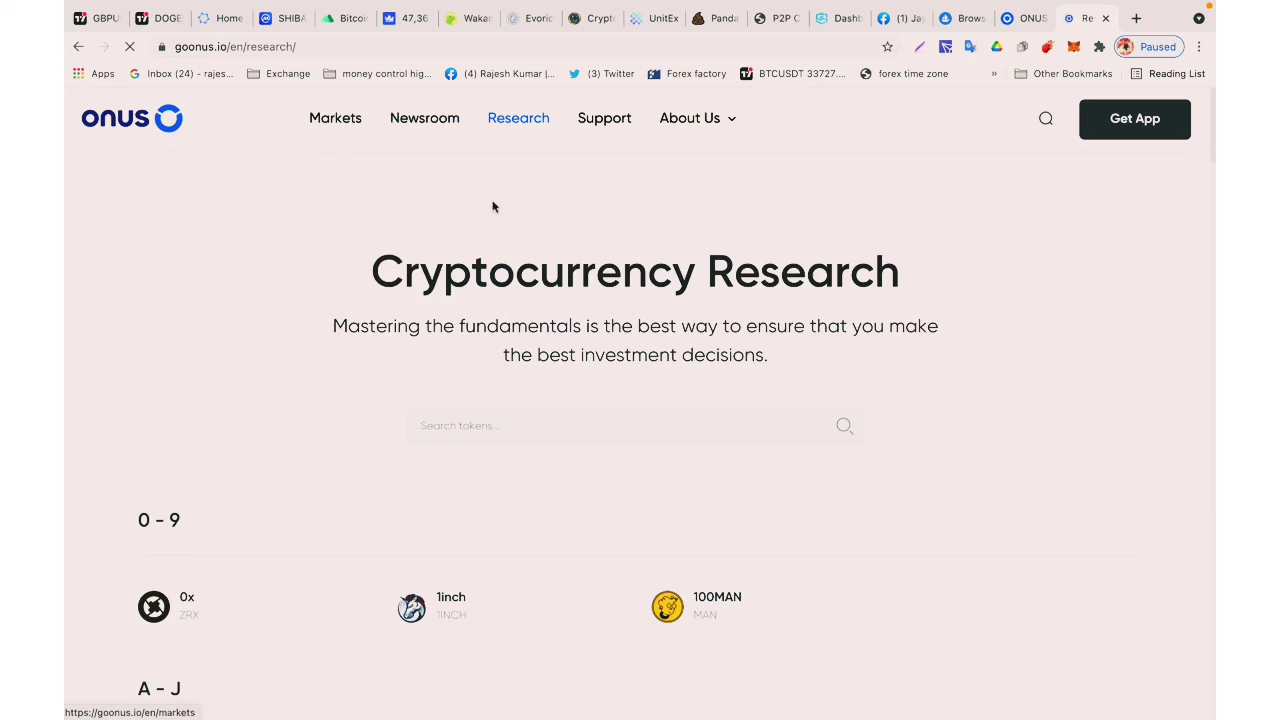 GBPU DOGE Home SHIBA Bitcoi 47,36 Wakan Evoric Crypto UnitEx Panda P2P C Dashb (3) Jay Brows ONUS Re
goonus.io/en/research/ Paused
Apps Inbox (24) - rajes... Exchange money control hig... (4) Rajesh Kumar |... (3) Twitter Forex factory BTCUSDT 33727.... forex time zone » Other Bookmarks Reading List
ONUS Markets Newsroom Research Support About Us Get App
Cryptocurrency Research
Mastering the fundamentals is the best way to ensure that you make
the best investment decisions.
Search tokens...
0 - 9
0x 1inch 100MAN
ZRX 1INCH MAN
A - J
https://goonus.io/en/markets